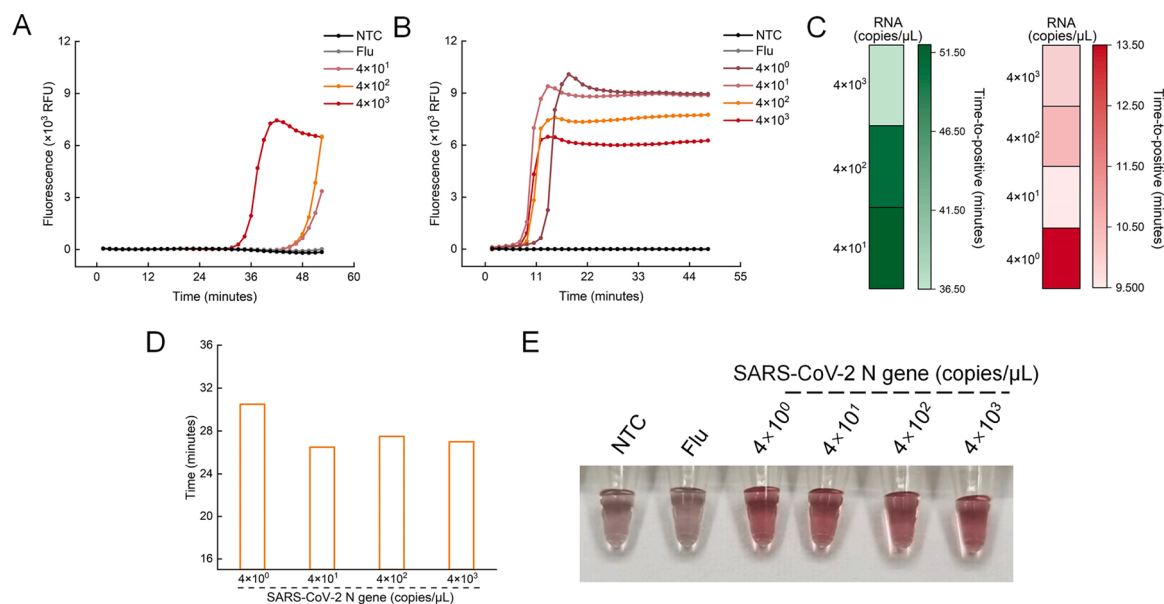 A
NTC
Flu
4×10¹
4×10²
4×10³
12
9
6
3
0
Fluorescence (×10³ RFU)
0
12
24
36
48
60
Time (minutes)
B
NTC
Flu
4×10⁰
4×10¹
4×10²
4×10³
12
9
6
3
0
Fluorescence (×10³ RFU)
0
11
22
33
44
55
Time (minutes)
C
RNA
(copies/µL)
4×10³
4×10²
4×10¹
51.50
46.50
41.50
36.50
Time-to-positive (minutes)
RNA
(copies/µL)
4×10³
4×10²
4×10¹
4×10⁰
13.50
12.50
11.50
10.50
9.500
Time-to-positive (minutes)
D
36
32
28
24
20
16
Time (minutes)
4×10⁰
4×10¹
4×10²
4×10³
SARS-CoV-2 N gene (copies/µL)
E
SARS-CoV-2 N gene (copies/µL)
NTC
Flu
4×10⁰
4×10¹
4×10²
4×10³